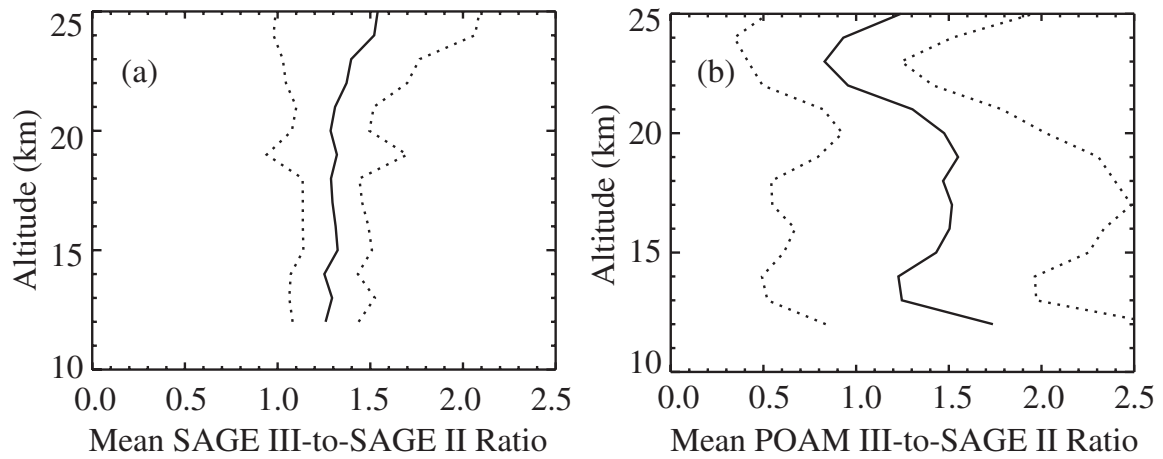 (a)
25
20
15
10
Altitude (km)
0.0 0.5 1.0 1.5 2.0 2.5
Mean SAGE III-to-SAGE II Ratio
(b)
25
20
15
10
Altitude (km)
0.0 0.5 1.0 1.5 2.0 2.5
Mean POAM III-to-SAGE II Ratio